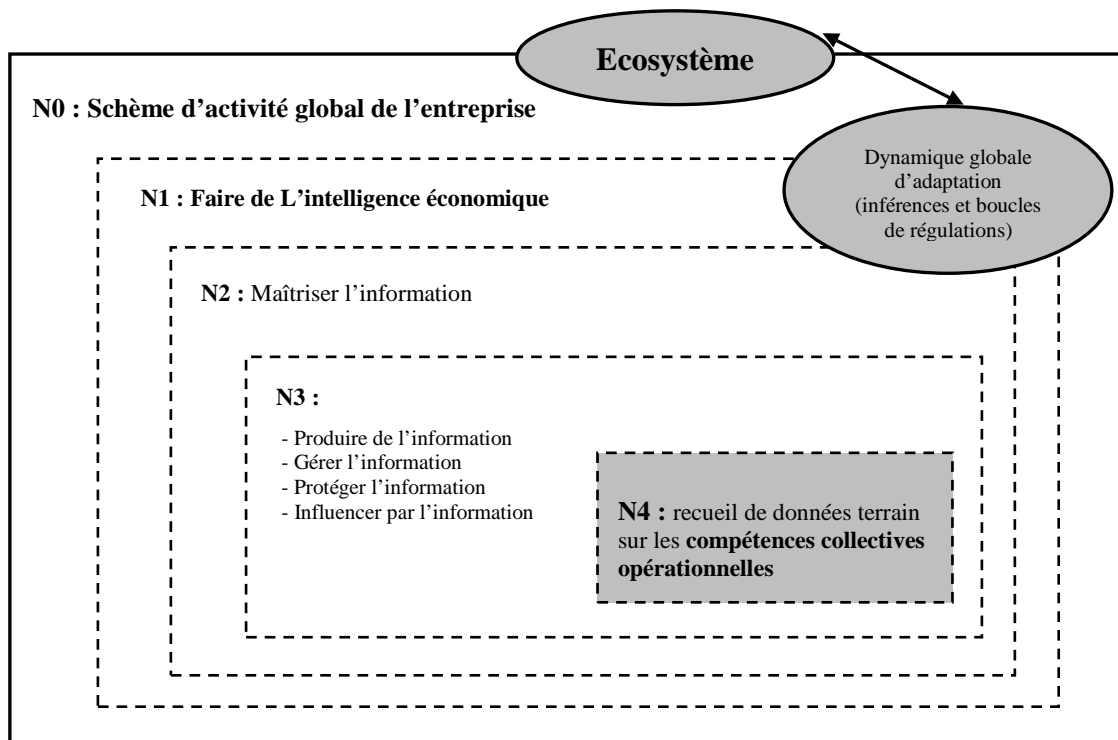 Ecosystème
N0 : Schème d’activité global de l’entreprise
Dynamique globale
d’adaptation
(inférences et boucles
de régulations)
N1 : Faire de L’intelligence économique
N2 : Maîtriser l’information
N3 :
- Produire de l’information
- Gérer l’information
- Protéger l’information
- Influencer par l’information
N4 : recueil de données terrain
sur les compétences collectives
opérationnelles